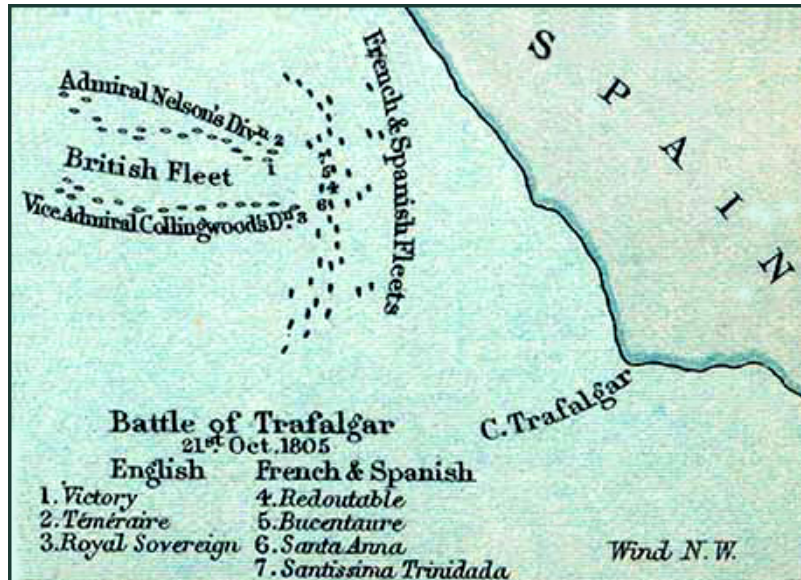 SPAIN
French & Spanish Fleets
Admiral Nelson's Divn. 2
1
British Fleet
Vice Admiral Collingwood's Dn. 3
7
5
4
6
C. Trafalgar
Battle of Trafalgar
21st Oct. 1805
English French & Spanish
1. Victory 4. Redoutable
2. Téméraire 5. Bucentaure
3. Royal Sovereign 6. Santa Anna
7. Santissima Trinidada
Wind N.W.